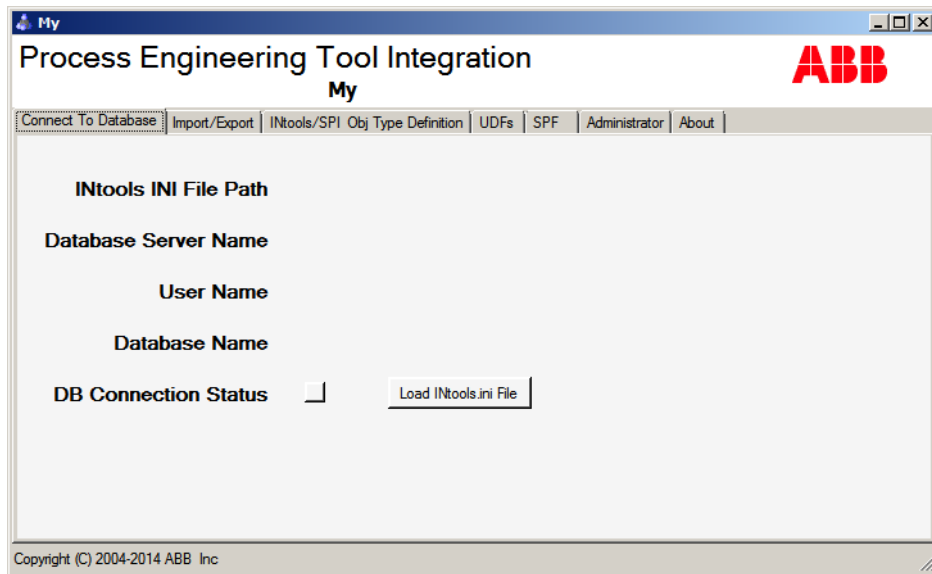 My
Process Engineering Tool Integration
My
ABB
Connect To Database Import/Export INtools/SPI Obj Type Definition UDFs SPF Administrator About
INtools INI File Path
Database Server Name
User Name
Database Name
DB Connection Status Load INtools.ini File
Copyright (C) 2004-2014 ABB Inc